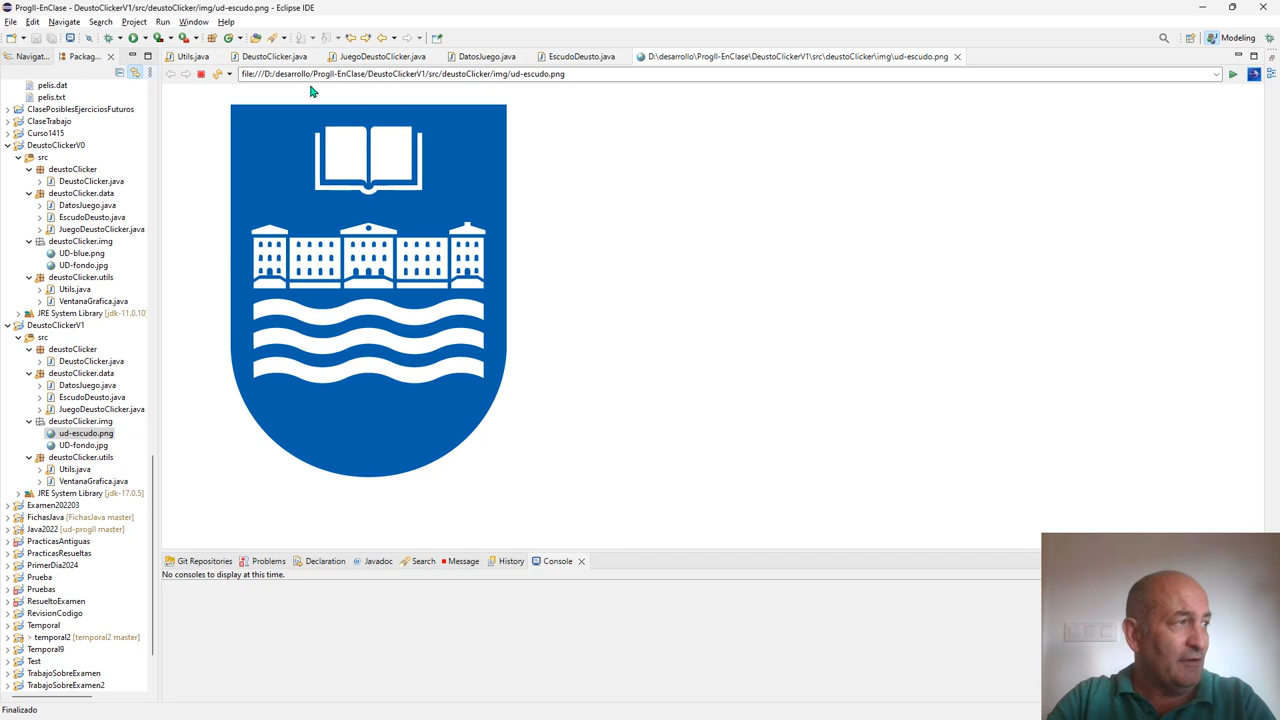 ProgII-EnClase - DeustoClickerV1/src/deustoClicker/img/ud-escudo.png - Eclipse IDE
File Edit Navigate Search Project Run Window Help
Modeling
Navigat... Packag...
Utils.java DeustoClicker.java JuegoDeustoClicker.java DatosJuego.java EscudoDeusto.java D:\desarrollo\ProgII-EnClase\DeustoClickerV1\src\deustoClicker\img\ud-escudo.png
file:///D:/desarrollo/ProgII-EnClase/DeustoClickerV1/src/deustoClicker/img/ud-escudo.png
pelis.dat
pelis.txt
ClasePosiblesEjerciciosFuturos
ClaseTrabajo
Curso1415
DeustoClickerV0
src
deustoClicker
DeustoClicker.java
deustoClicker.data
DatosJuego.java
EscudoDeusto.java
JuegoDeustoClicker.java
deustoClicker.img
UD-blue.png
UD-fondo.jpg
deustoClicker.utils
Utils.java
VentanaGrafica.java
JRE System Library [jdk-11.0.10]
DeustoClickerV1
src
deustoClicker
DeustoClicker.java
deustoClicker.data
DatosJuego.java
EscudoDeusto.java
JuegoDeustoClicker.java
deustoClicker.img
ud-escudo.png
UD-fondo.jpg
deustoClicker.utils
Utils.java
VentanaGrafica.java
JRE System Library [jdk-17.0.5]
Examen202203
FichasJava [FichasJava master]
Java2022 [ud-progII master]
PracticasAntiguas
PracticasResueltas
PrimerDia2024
Prueba
Pruebas
ResueltoExamen
RevisionCodigo
Temporal
> temporal2 [temporal2 master]
Temporal9
Test
TrabajoSobreExamen
TrabajoSobreExamen2
Git Repositories Problems Declaration Javadoc Search Message History Console
No consoles to display at this time.
Finalizado